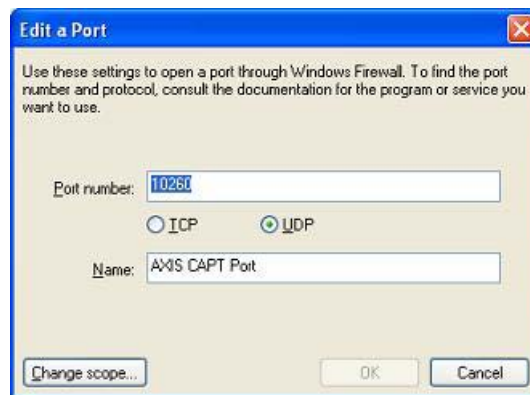 Edit a Port
Use these settings to open a port through Windows Firewall. To find the port
number and protocol, consult the documentation for the program or service you
want to use.
Port number: 10260
TCP UDP
Name: AXIS CAPT Port
Change scope... OK Cancel